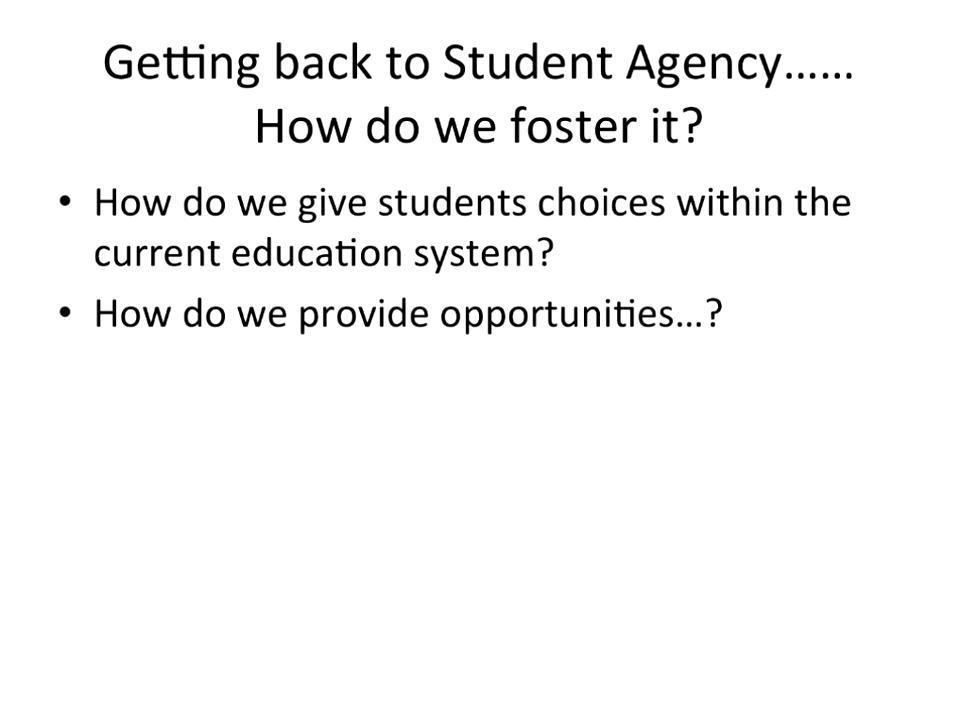 Getting back to Student Agency……
How do we foster it?
• How do we give students choices within the
current education system?
• How do we provide opportunities…?